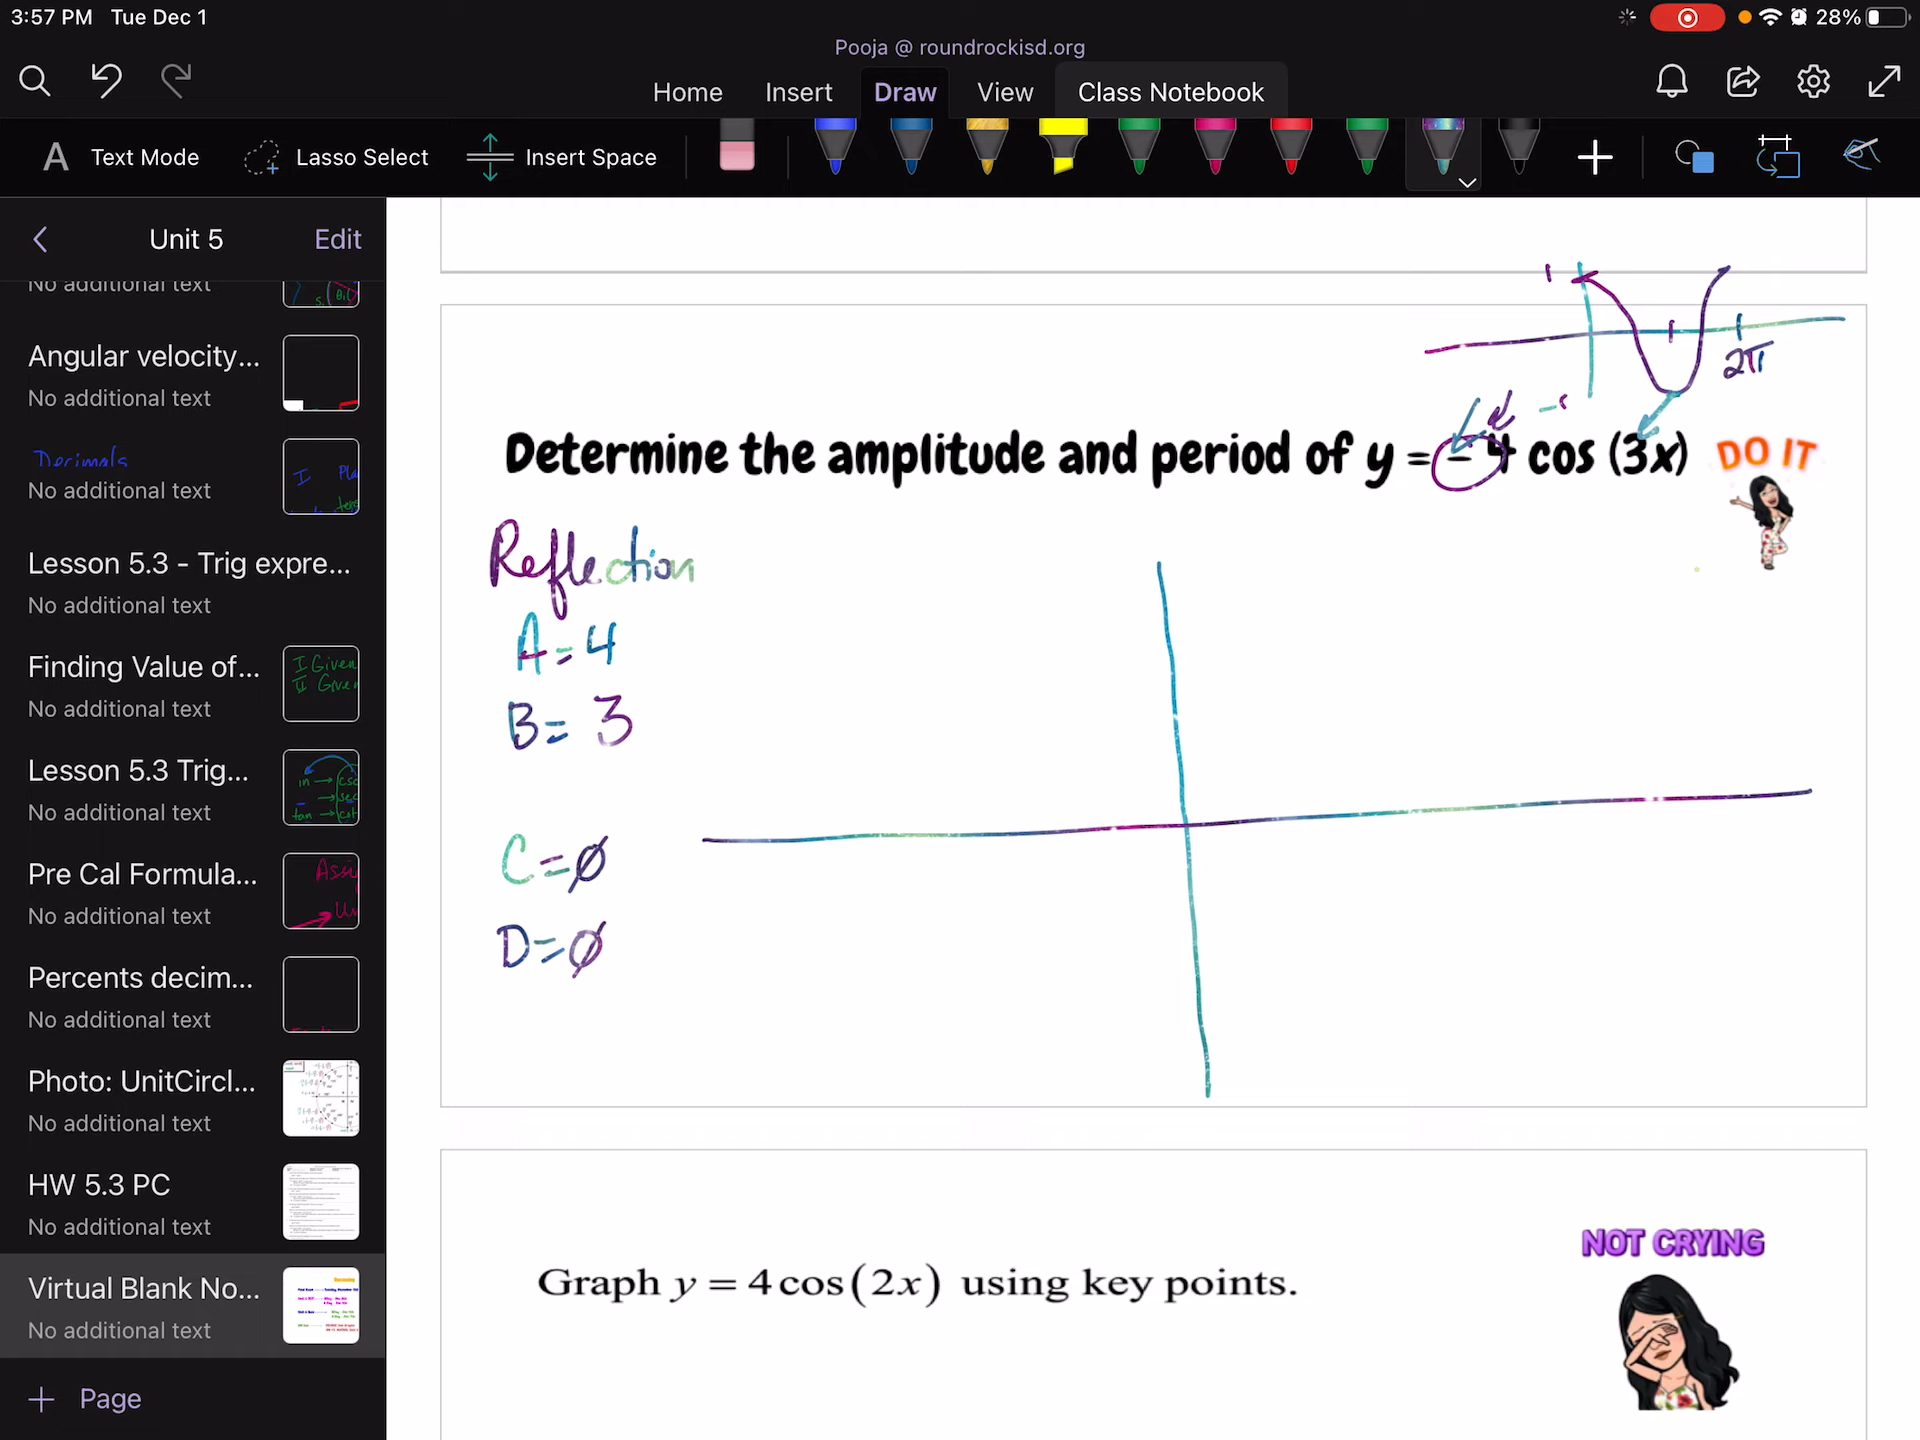 3:57 PM Tue Dec 1
28%
Pooja @ roundrockisd.org
Home Insert Draw View Class Notebook
A Text Mode Lasso Select Insert Space
Unit 5 Edit
No additional text
Angular velocity...
No additional text
Decimals
No additional text
Lesson 5.3 - Trig expre...
No additional text
Finding Value of...
No additional text
Lesson 5.3 Trig...
No additional text
Pre Cal Formula...
No additional text
Percents decim...
No additional text
Photo: UnitCircl...
No additional text
HW 5.3 PC
No additional text
Virtual Blank No...
No additional text
+ Page
2π
Determine the amplitude and period of y = - 4 cos (3x)
DO IT
Reflection
A = 4
B = 3
C = Ø
D = Ø
Graph y = 4 cos(2x) using key points.
NOT CRYING